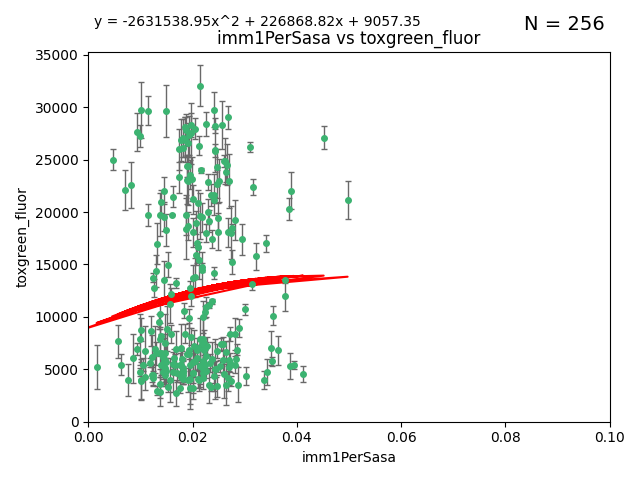 y = -2631538.95x^2 + 226868.82x + 9057.35
N = 256
imm1PerSasa vs toxgreen_fluor
35000
30000
25000
20000
15000
10000
5000
0
toxgreen_fluor
0.00 0.02 0.04 0.06 0.08 0.10
imm1PerSasa